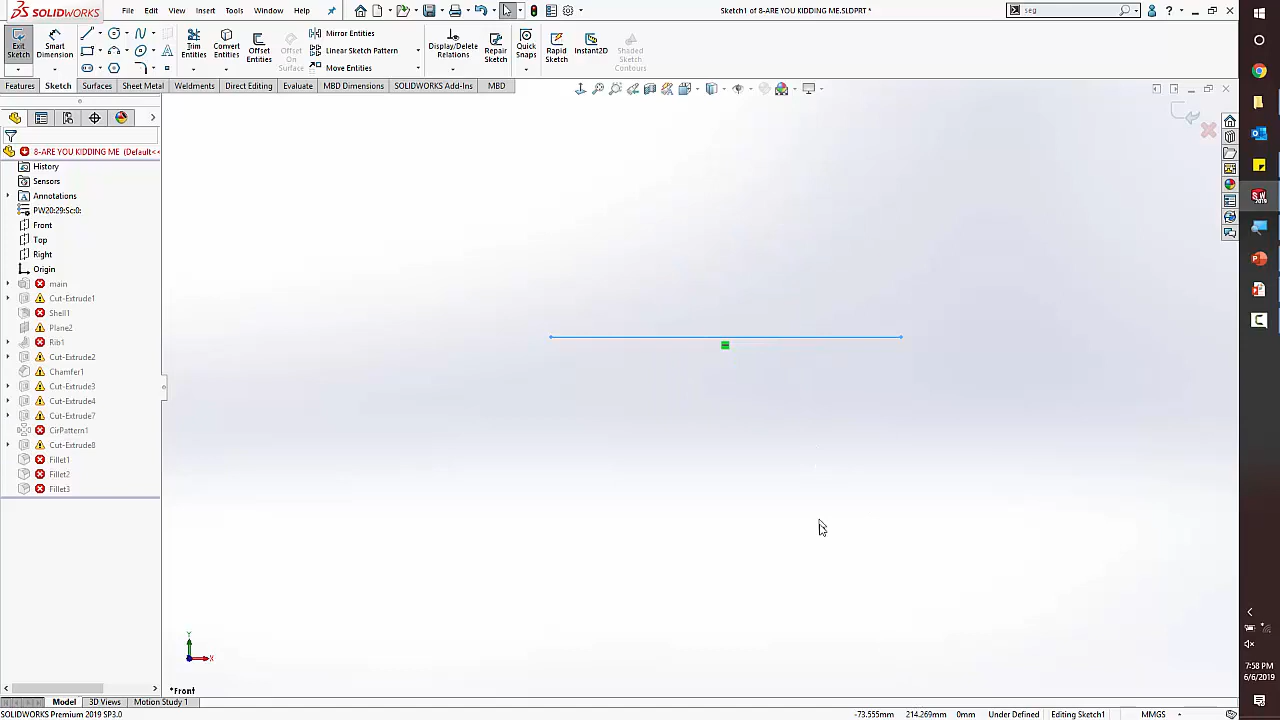 SOLIDWORKS File Edit View Insert Tools Window Help Sketch1 of 8-ARE YOU KIDDING ME.SLDPRT * seg
Exit Sketch
Smart Dimension
Trim Entities
Convert Entities
Offset Entities
Offset On Surface
Mirror Entities
Linear Sketch Pattern
Move Entities
Display/Delete Relations
Repair Sketch
Quick Snaps
Rapid Sketch
Instant2D
Shaded Sketch Contours
Features Sketch Surfaces Sheet Metal Weldments Direct Editing Evaluate MBD Dimensions SOLIDWORKS Add-Ins MBD
8-ARE YOU KIDDING ME (Default<<
History
Sensors
Annotations
PW20:29:Sc0:
Front
Top
Right
Origin
main
Cut-Extrude1
Shell1
Plane2
Rib1
Cut-Extrude2
Chamfer1
Cut-Extrude3
Cut-Extrude4
Cut-Extrude7
CirPattern1
Cut-Extrude8
Fillet1
Fillet2
Fillet3
Y
X
*Front
Model 3D Views Motion Study 1
SOLIDWORKS Premium 2019 SP3.0 -73.555mm 214.269mm 0mm Under Defined Editing Sketch1 MMGS
7:58 PM
6/6/2019